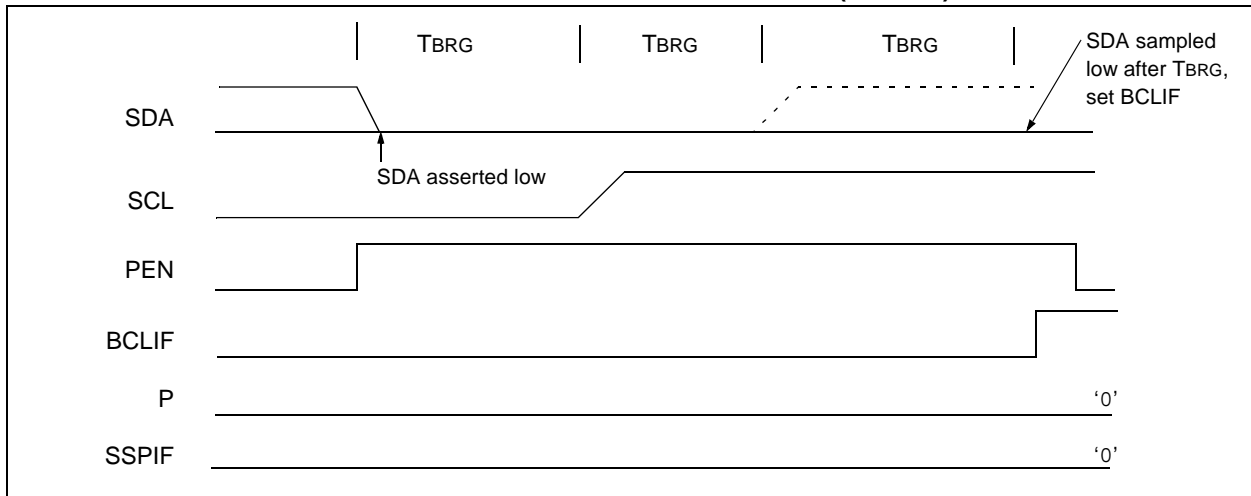 TBRG TBRG TBRG
SDA sampled
low after TBRG,
set BCLIF
SDA
SDA asserted low
SCL
PEN
BCLIF
P '0'
SSPIF '0'